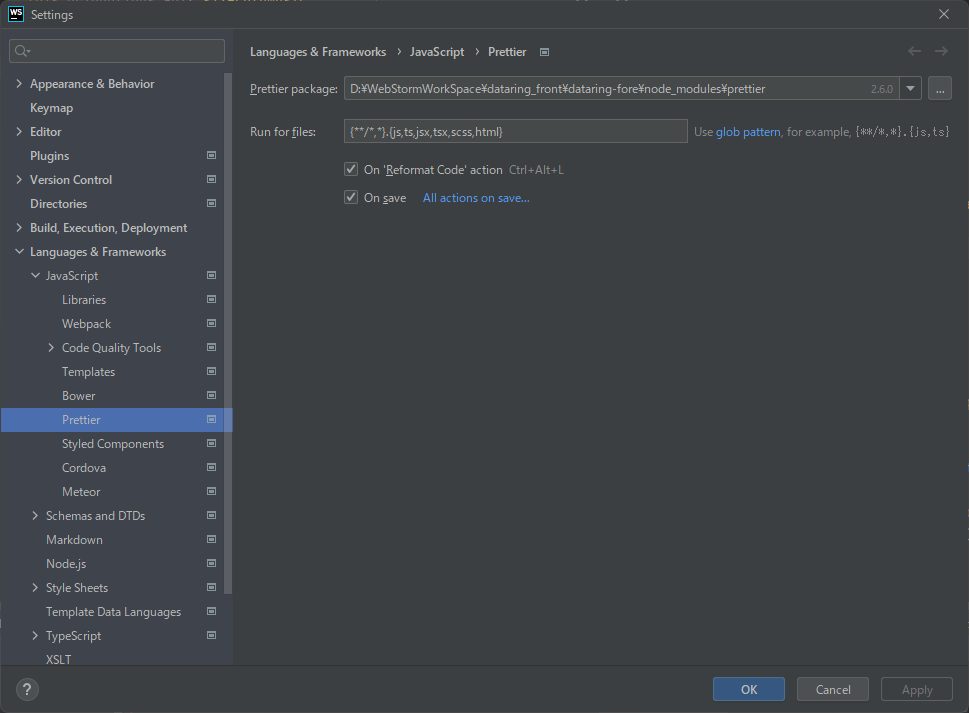 WS Settings
Appearance & Behavior
Keymap
Editor
Plugins
Version Control
Directories
Build, Execution, Deployment
Languages & Frameworks
JavaScript
Libraries
Webpack
Code Quality Tools
Templates
Bower
Prettier
Styled Components
Cordova
Meteor
Schemas and DTDs
Markdown
Node.js
Style Sheets
Template Data Languages
TypeScript
XSLT
Languages & Frameworks › JavaScript › Prettier
Prettier package: D:¥WebStormWorkSpace¥dataring_front¥dataring-fore¥node_modules¥prettier 2.6.0 ...
Run for files: {**/*,*}.{js,ts,jsx,tsx,scss,html} Use glob pattern, for example, {**/*,*}.{js,ts}
On 'Reformat Code' action Ctrl+Alt+L
On save All actions on save...
? OK Cancel Apply